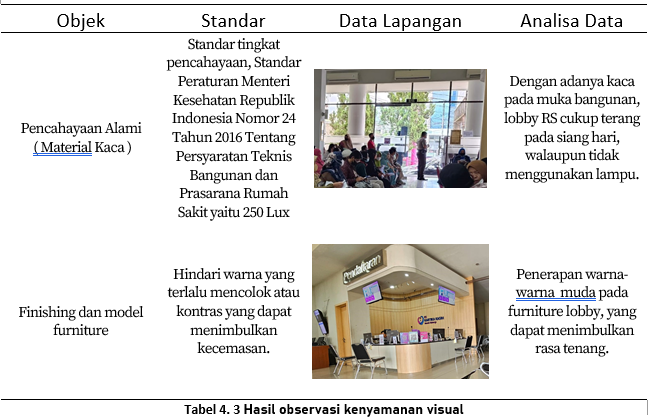 Objek Standar Data Lapangan Analisa Data
Pencahayaan Alami
( Material Kaca )
Standar tingkat
pencahayaan, Standar
Peraturan Menteri
Kesehatan Republik
Indonesia Nomor 24
Tahun 2016 Tentang
Persyaratan Teknis
Bangunan dan
Prasarana Rumah
Sakit yaitu 250 Lux
Dengan adanya kaca
pada muka bangunan,
lobby RS cukup terang
pada siang hari,
walaupun tidak
menggunakan lampu.
Finishing dan model
furniture
Hindari warna yang
terlalu mencolok atau
kontras yang dapat
menimbulkan
kecemasan.
Pendaftaran
Penerapan warna-
warna muda pada
furniture lobby, yang
dapat menimbulkan
rasa tenang.
Tabel 4. 3 Hasil observasi kenyamanan visual